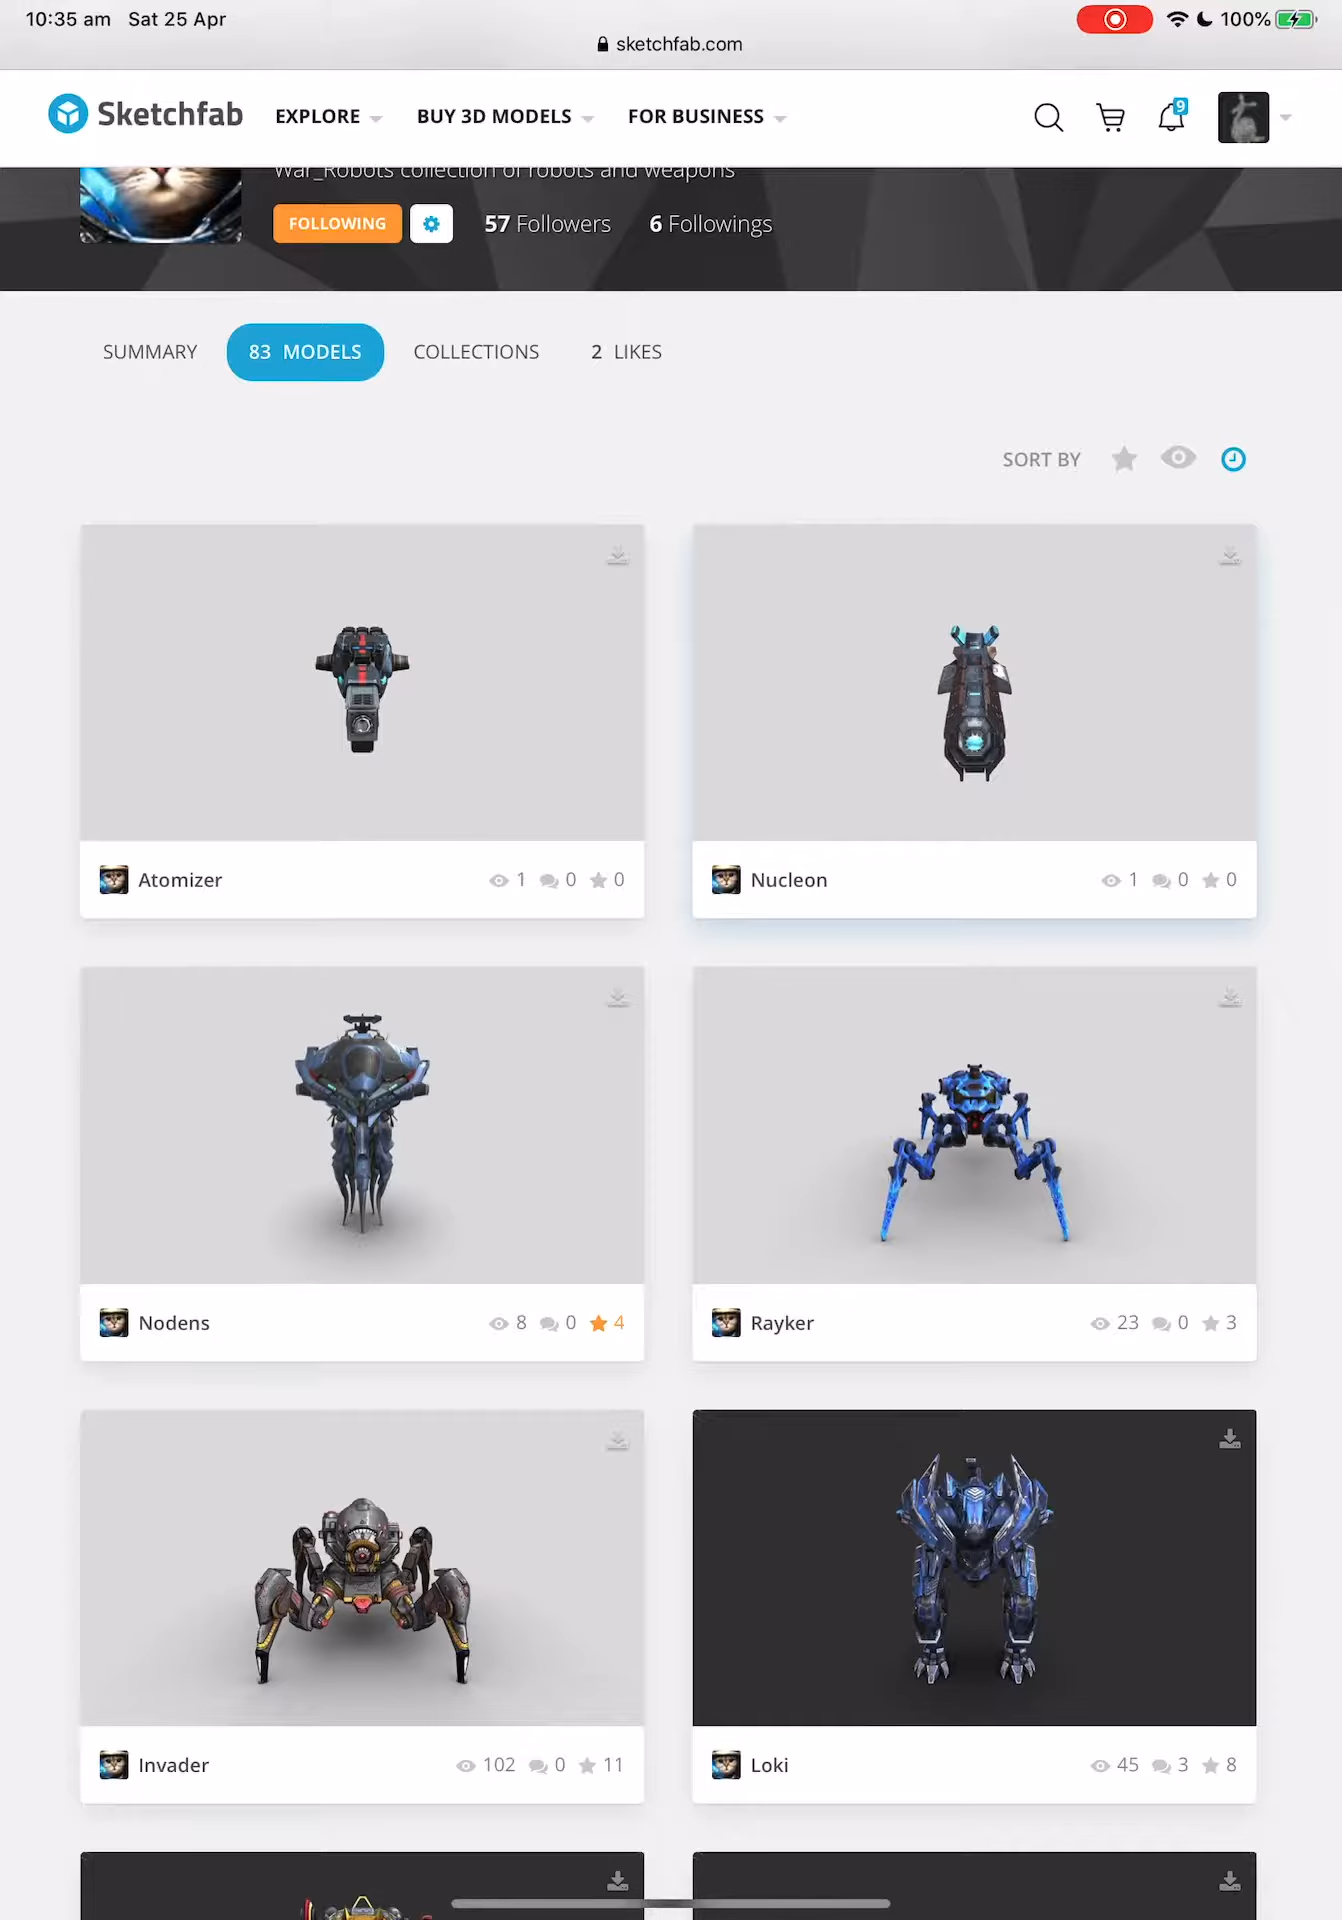 10:35 am Sat 25 Apr
100%
sketchfab.com
Sketchfab EXPLORE BUY 3D MODELS FOR BUSINESS 9
War_Robots collection of robots and weapons
FOLLOWING 57 Followers 6 Followings
SUMMARY 83 MODELS COLLECTIONS 2 LIKES
SORT BY
Atomizer 1 0 0
Nucleon 1 0 0
Nodens 8 0 4
Rayker 23 0 3
Invader 102 0 11
Loki 45 3 8